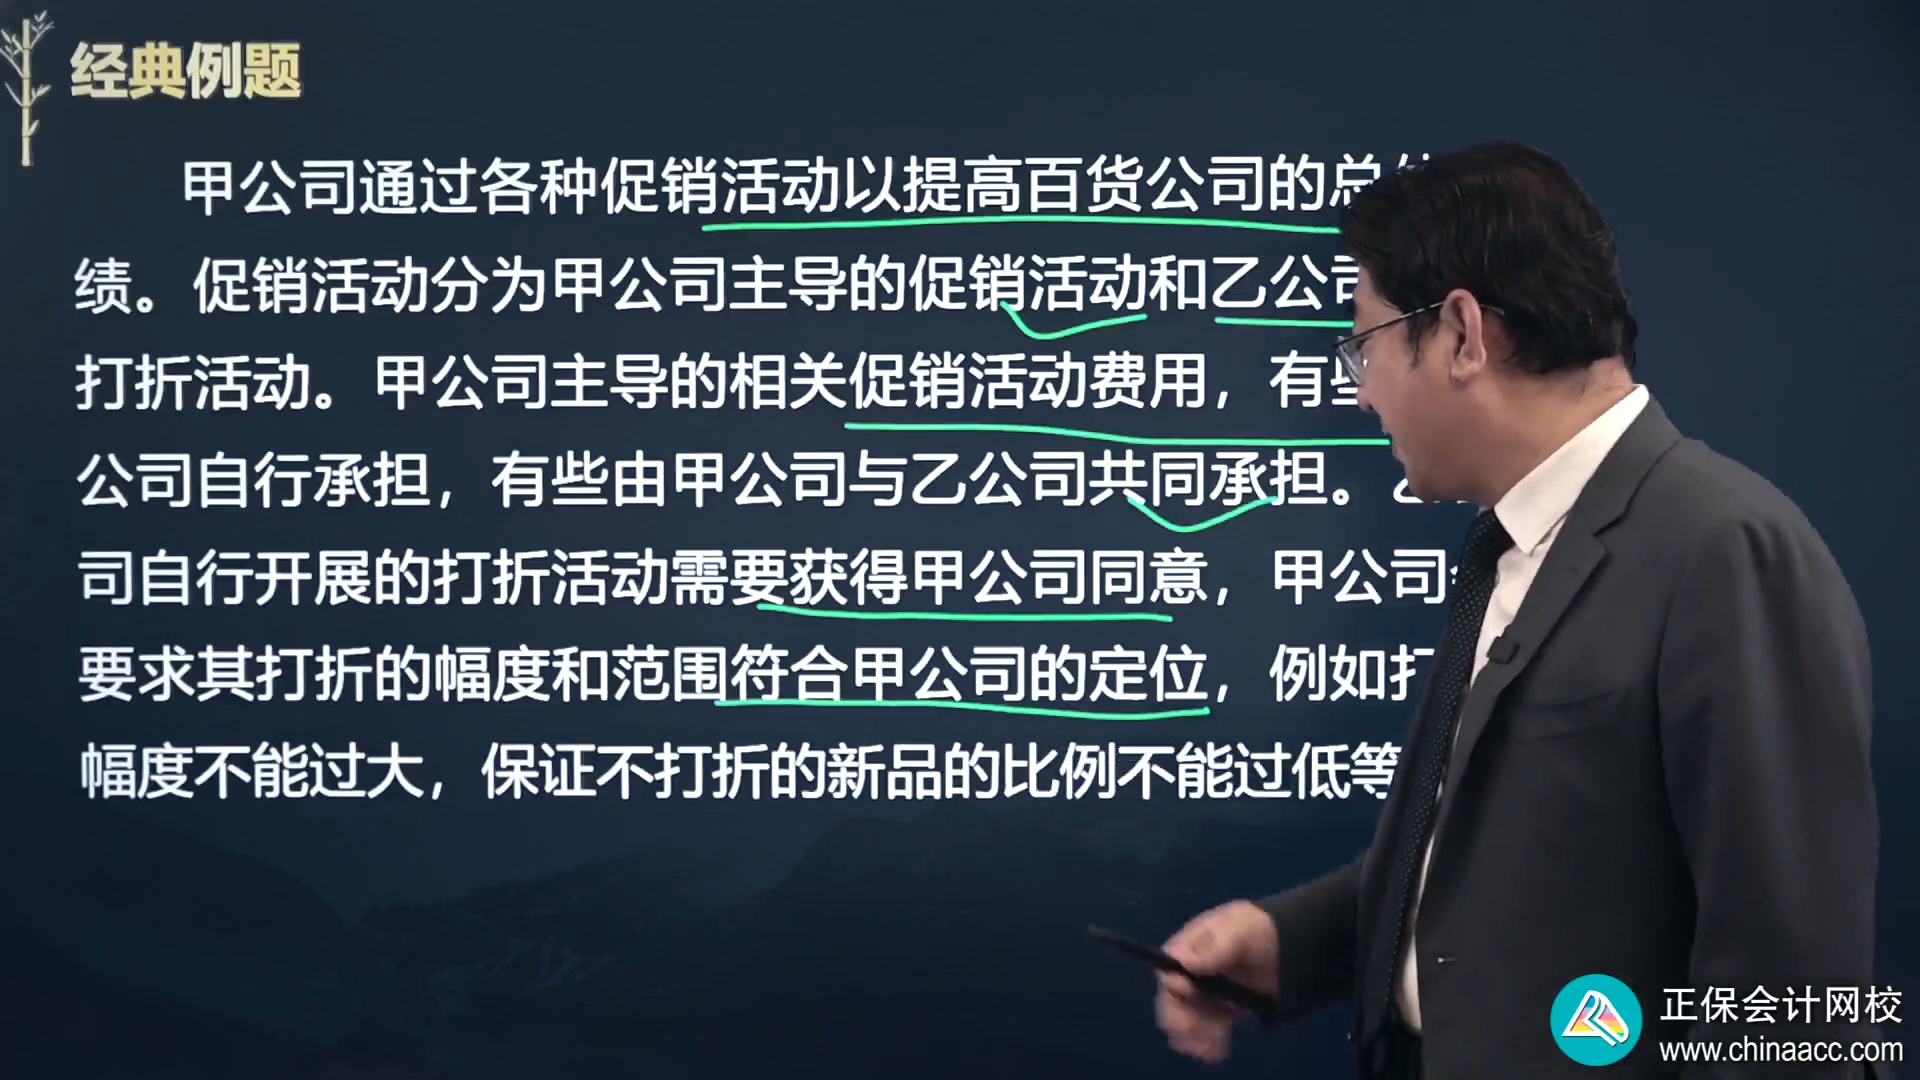 经典例题
甲公司通过各种促销活动以提高百货公司的总
绩。促销活动分为甲公司主导的促销活动和乙公司
打折活动。甲公司主导的相关促销活动费用，有些
公司自行承担，有些由甲公司与乙公司共同承担。
司自行开展的打折活动需要获得甲公司同意，甲公司
要求其打折的幅度和范围符合甲公司的定位，例如打
幅度不能过大，保证不打折的新品的比例不能过低等
正保会计网校
www.chinaacc.com